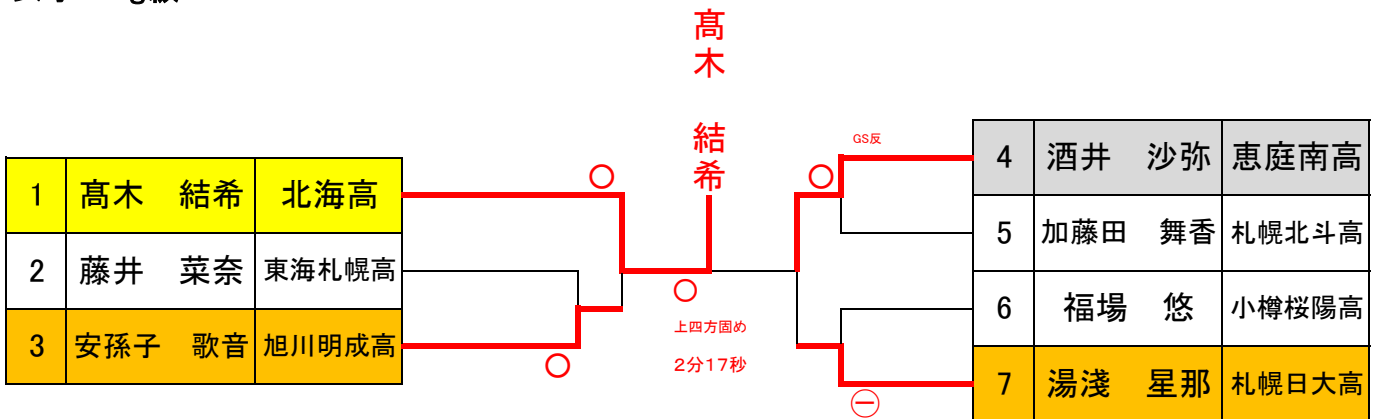 髙木 結希
GS反
○
○
1 髙木 結希 北海高
2 藤井 菜奈 東海札幌高
3 安孫子 歌音 旭川明成高
○
○
上四方固め
2分17秒
㊀
4 酒井 沙弥 恵庭南高
5 加藤田 舞香 札幌北斗高
6 福場 悠 小樽桜陽高
7 湯淺 星那 札幌日大高